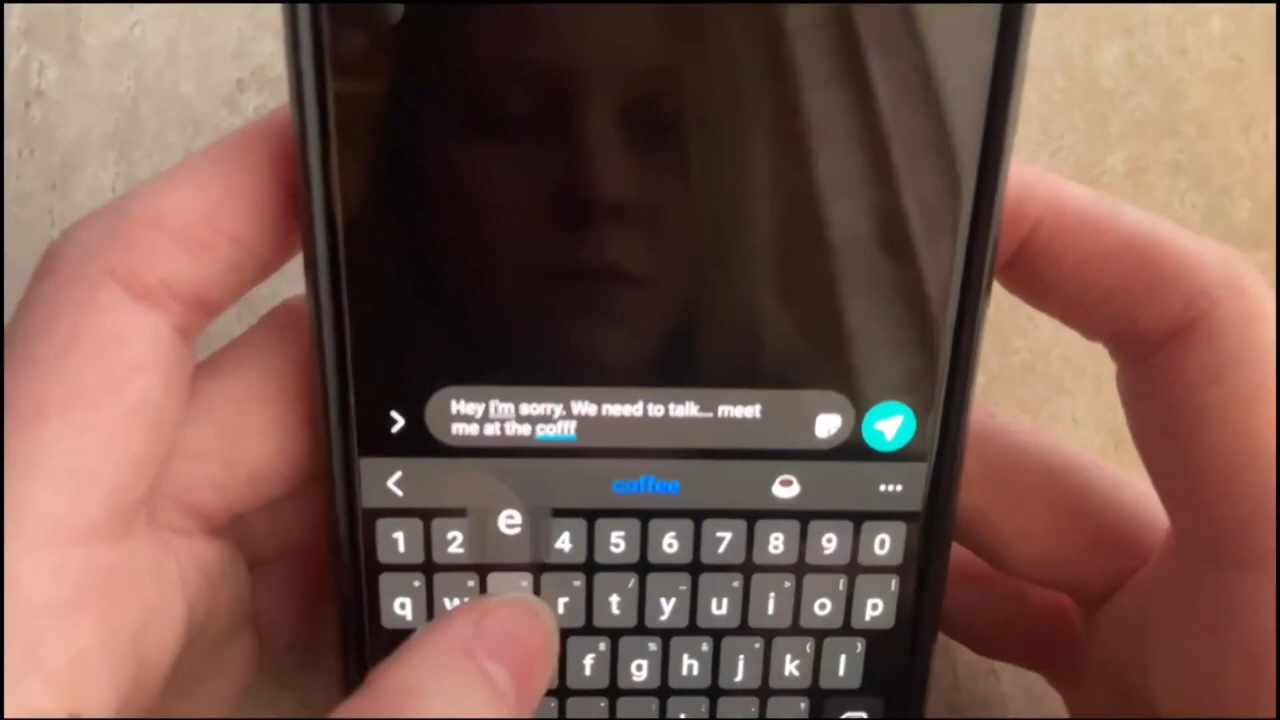 Hey I'm sorry. We need to talk... meet
me at the cofff
coffee
e
1 2 4 5 6 7 8 9 0
q w r t y u i o p
f g h j k l